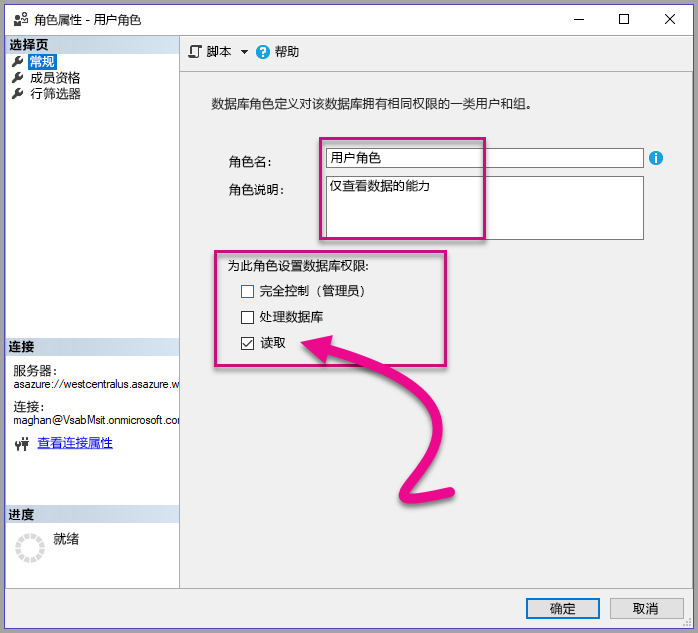 角色属性 - 用户角色
选择页
常规
成员资格
行筛选器
脚本
帮助
数据库角色定义对该数据库拥有相同权限的一类用户和组。
角色名:
用户角色
角色说明:
仅查看数据的能力
为此角色设置数据库权限:
完全控制（管理员）
处理数据库
读取
连接
服务器:
asazure://westcentralus.asazure.w
连接:
maghan@VsabMsit.onmicrosoft.co
查看连接属性
进度
就绪
确定
取消